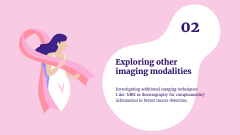 02
Exploring other
imaging modalities
Investigating additional imaging techniques
Like MRI or thermography for complementary
information in breast cancer detection.